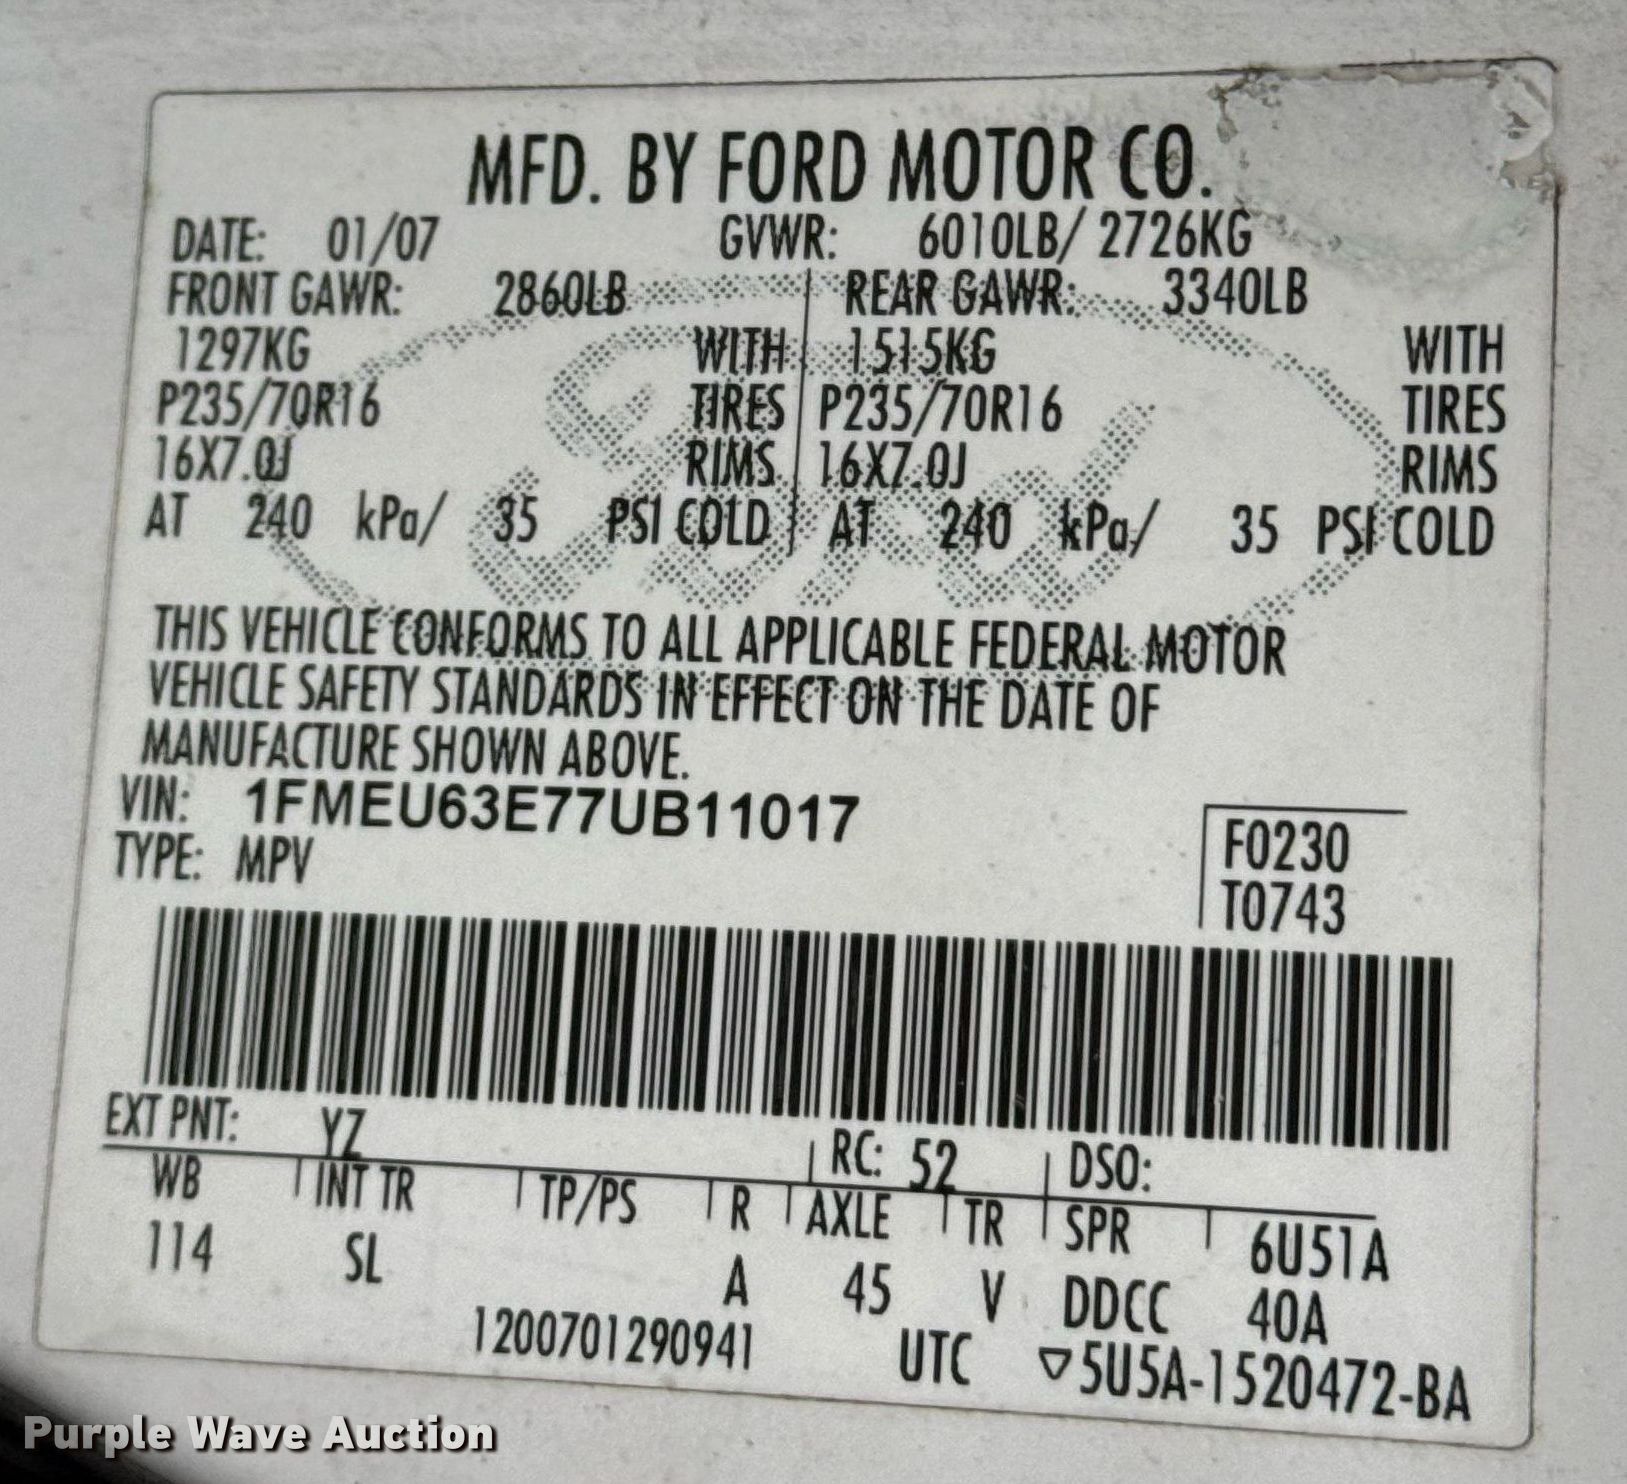 MFD. BY FORD MOTOR CO.
DATE: 01/07 GVWR: 6010LB/ 2726KG
FRONT GAWR: 2860LB REAR GAWR: 3340LB
1297KG WITH 1515KG WITH
P235/70R16 TIRES P235/70R16 TIRES
16X7.0J RIMS 16X7.0J RIMS
AT 240 kPa/ 35 PSI COLD AT 240 kPa/ 35 PSI COLD
Ford
THIS VEHICLE CONFORMS TO ALL APPLICABLE FEDERAL MOTOR
VEHICLE SAFETY STANDARDS IN EFFECT ON THE DATE OF
MANUFACTURE SHOWN ABOVE.
VIN: 1FMEU63E77UB11017
TYPE: MPV
F0230
T0743
EXT PNT: YZ RC: 52 DSO:
WB INT TR TP/PS R AXLE TR SPR 6U51A
114 SL A 45 V DDCC 40A
1200701290941 UTC ▽5U5A-1520472-BA
Purple Wave Auction